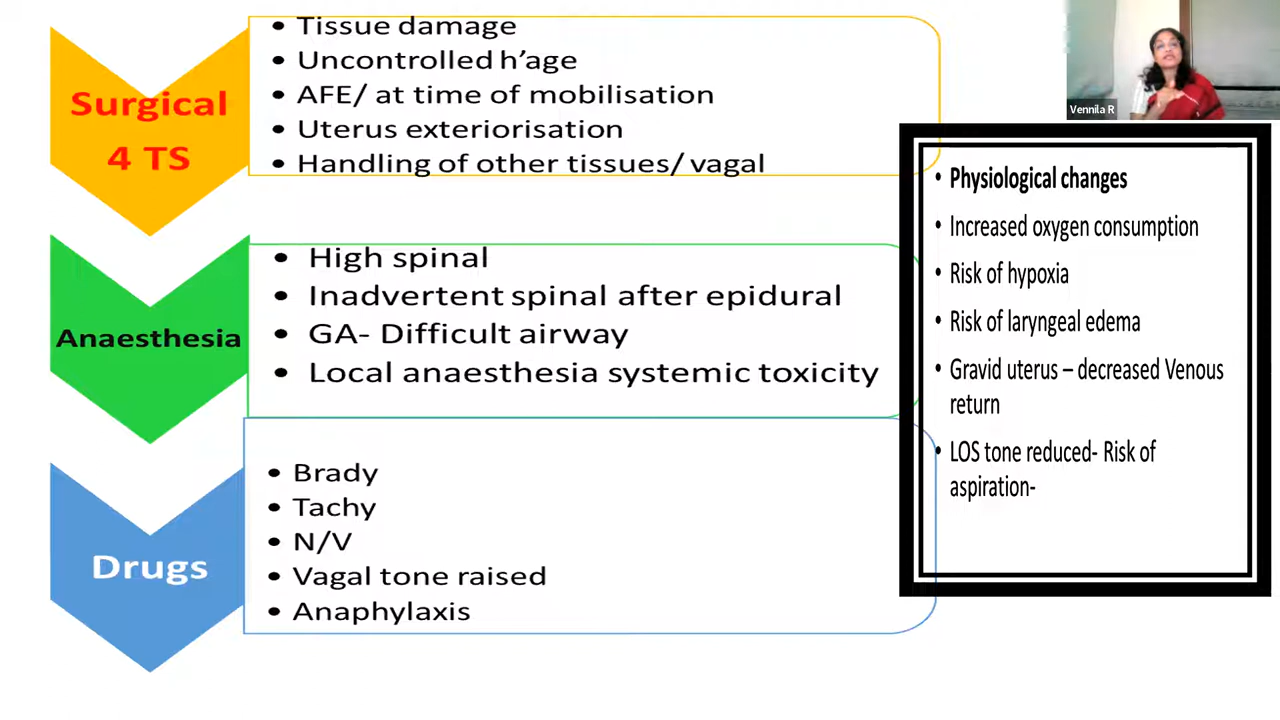 Surgical
4 TS
• Tissue damage
• Uncontrolled h’age
• AFE/ at time of mobilisation
• Uterus exteriorisation
• Handling of other tissues/ vagal
Anaesthesia
• High spinal
• Inadvertent spinal after epidural
• GA- Difficult airway
• Local anaesthesia systemic toxicity
Drugs
• Brady
• Tachy
• N/V
• Vagal tone raised
• Anaphylaxis
Vennila R
• Physiological changes
• Increased oxygen consumption
• Risk of hypoxia
• Risk of laryngeal edema
• Gravid uterus – decreased Venous
return
• LOS tone reduced- Risk of
aspiration-